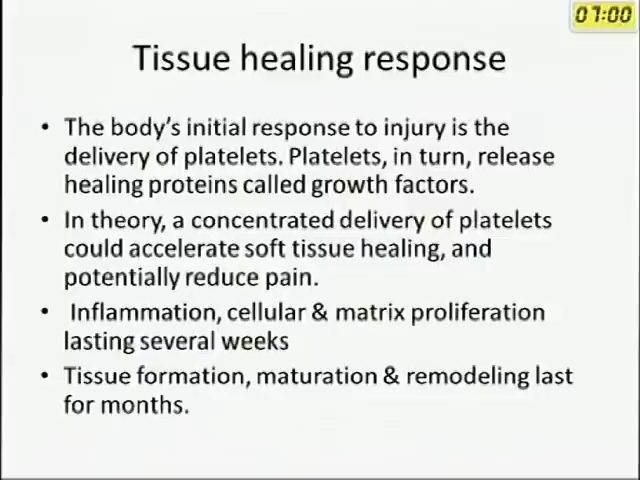 07:00
Tissue healing response
• The body's initial response to injury is the
delivery of platelets. Platelets, in turn, release
healing proteins called growth factors.
• In theory, a concentrated delivery of platelets
could accelerate soft tissue healing, and
potentially reduce pain.
• Inflammation, cellular & matrix proliferation
lasting several weeks
• Tissue formation, maturation & remodeling last
for months.